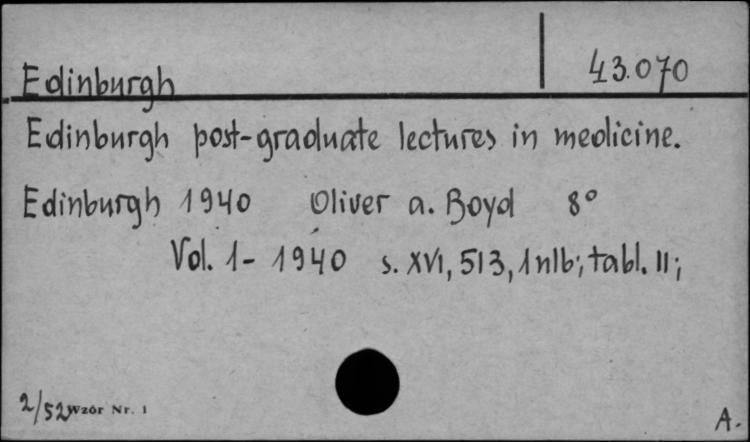 Edinburgh 43.070
Edinburgh post-graduate lectures in medicine.
Edinburgh 1940 Oliver a. Boyd 8°
Vol. 1- 1940 s. XVI, 513, 1 nlb; tabl. II;
2/52 Wzór Nr. 1
A.